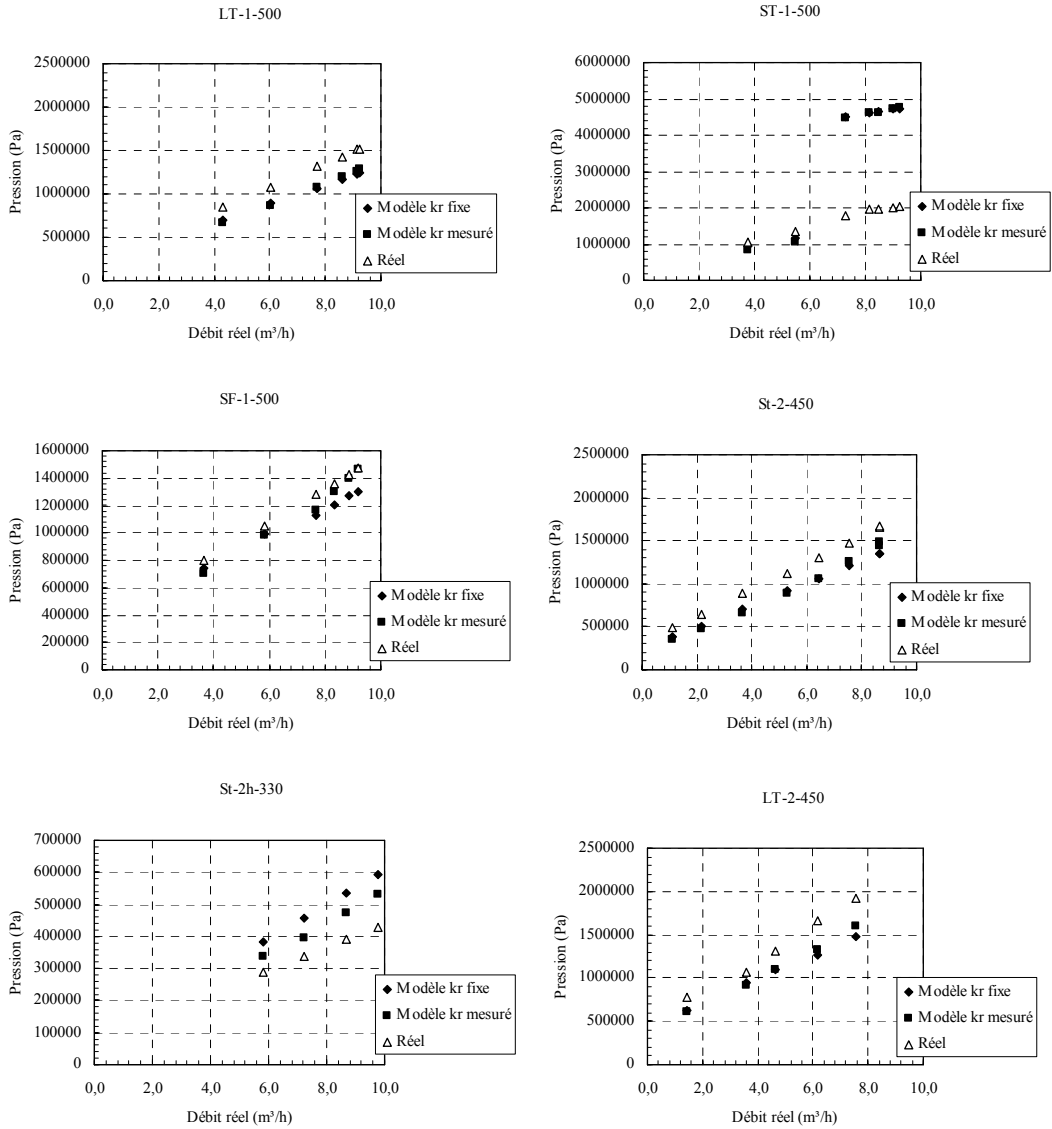 LT-1-500
2500000
2000000
1500000
1000000
500000
0
Pression (Pa)
0,0 2,0 4,0 6,0 8,0 10,0
Débit réel (m³/h)
Modèle kr fixe
Modèle kr mesuré
Réel
ST-1-500
6000000
5000000
4000000
3000000
2000000
1000000
0
Pression (Pa)
0,0 2,0 4,0 6,0 8,0 10,0
Débit réel (m³/h)
Modèle kr fixe
Modèle kr mesuré
Réel
SF-1-500
1600000
1400000
1200000
1000000
800000
600000
400000
200000
0
Pression (Pa)
0,0 2,0 4,0 6,0 8,0 10,0
Débit réel (m³/h)
Modèle kr fixe
Modèle kr mesuré
Réel
St-2-450
2500000
2000000
1500000
1000000
500000
0
Pression (Pa)
0,0 2,0 4,0 6,0 8,0 10,0
Débit réel (m³/h)
Modèle kr fixe
Modèle kr mesuré
Réel
St-2h-330
700000
600000
500000
400000
300000
200000
100000
0
Pression (Pa)
0,0 2,0 4,0 6,0 8,0 10,0
Débit réel (m³/h)
Modèle kr fixe
Modèle kr mesuré
Réel
LT-2-450
2500000
2000000
1500000
1000000
500000
0
Pression (Pa)
0,0 2,0 4,0 6,0 8,0 10,0
Débit réel (m³/h)
Modèle kr fixe
Modèle kr mesuré
Réel